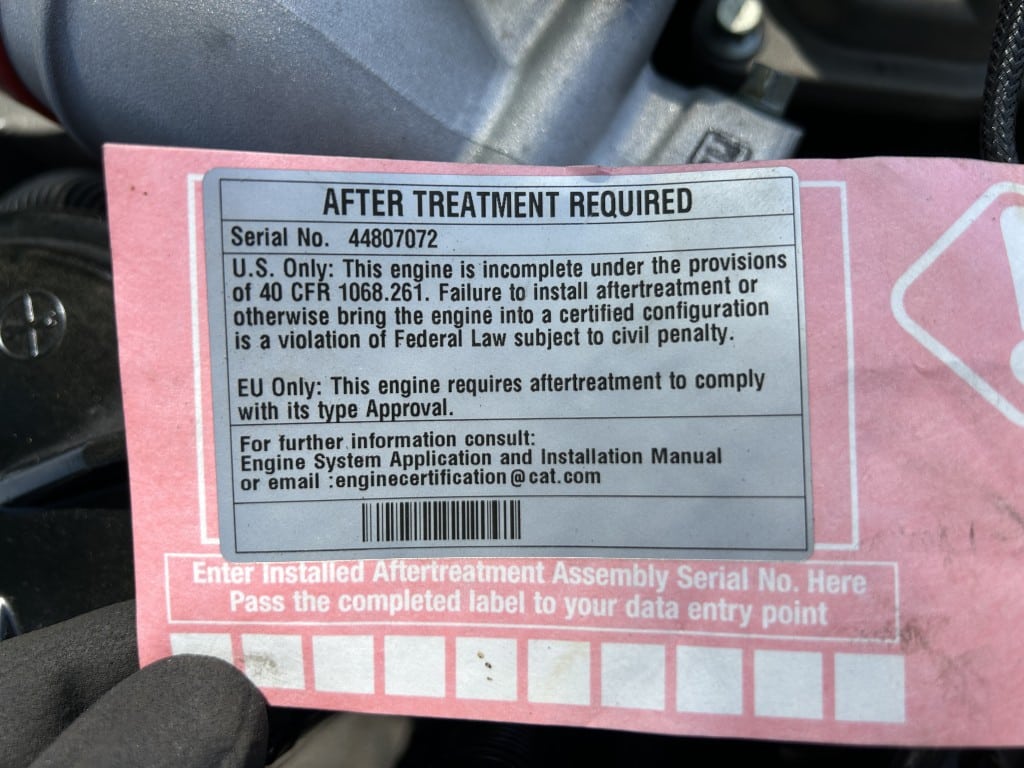 AFTER TREATMENT REQUIRED
Serial No. 44807072
U.S. Only: This engine is incomplete under the provisions
of 40 CFR 1068.261. Failure to install aftertreatment or
otherwise bring the engine into a certified configuration
is a violation of Federal Law subject to civil penalty.
EU Only: This engine requires aftertreatment to comply
with its type Approval.
For further information consult:
Engine System Application and Installation Manual
or email :enginecertification@cat.com
Enter Installed Aftertreatment Assembly Serial No. Here
Pass the completed label to your data entry point